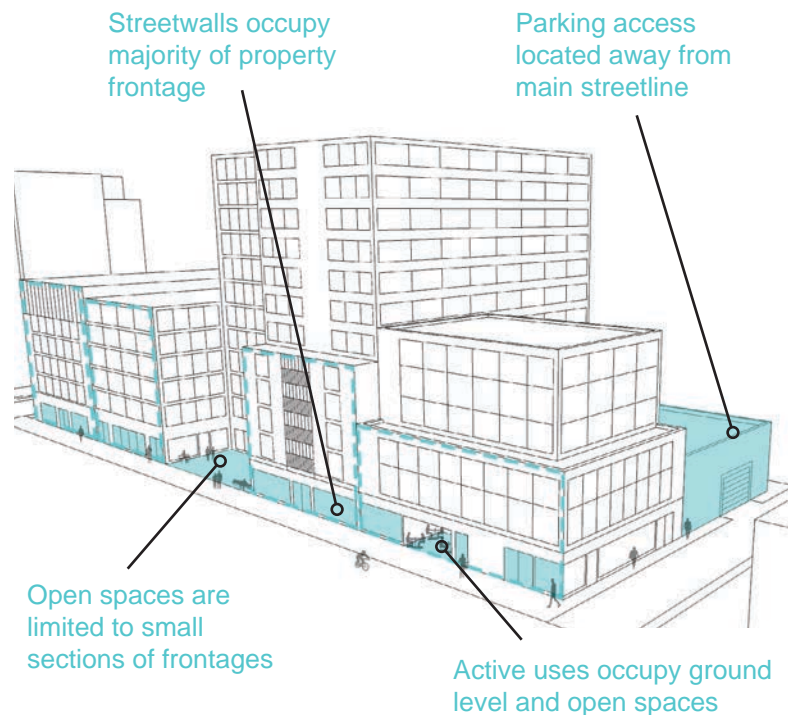 Streetwalls occupy
majority of property
frontage
Parking access
located away from
main streetline
Open spaces are
limited to small
sections of frontages
Active uses occupy ground
level and open spaces